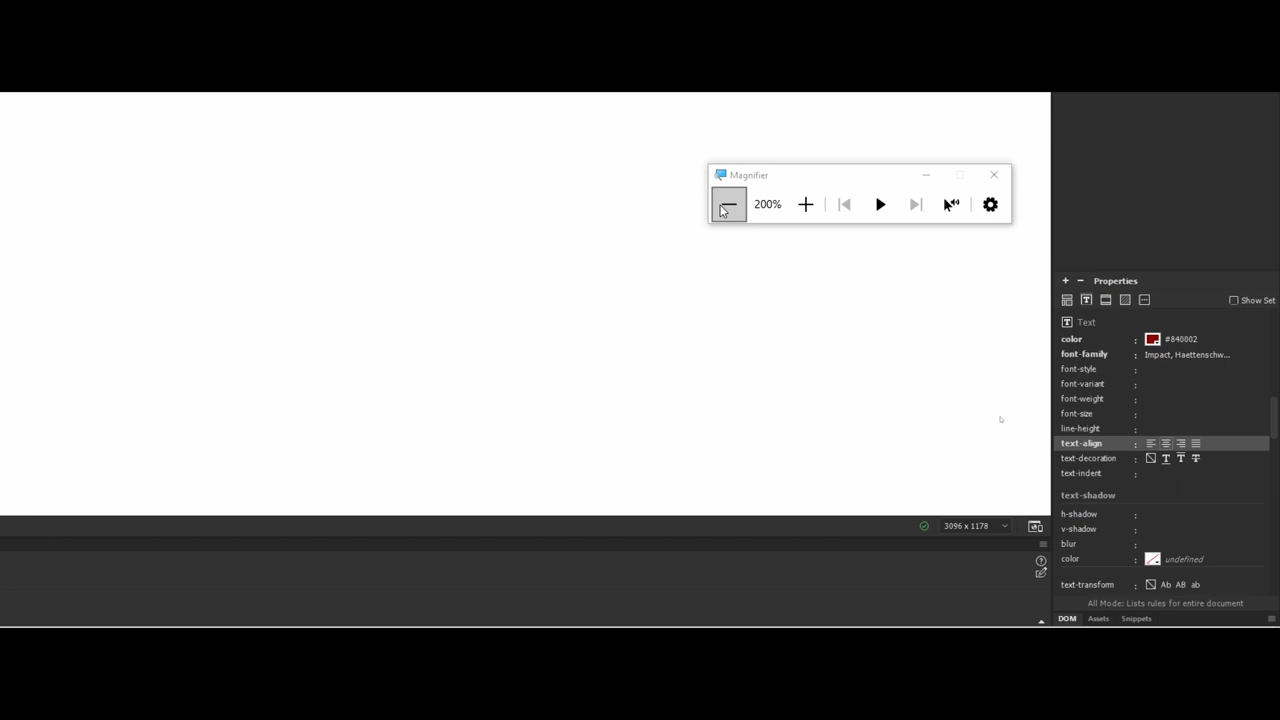 Magnifier
200%
Properties
Show Set
Text
color : #840002
font-family : Impact, Haettenschw...
font-style :
font-variant :
font-weight :
font-size :
line-height :
text-align :
text-decoration : T T T
text-indent :
text-shadow
h-shadow :
v-shadow :
blur :
color : undefined
3096 x 1178
text-transform : Ab AB ab
All Mode: Lists rules for entire document
DOM Assets Snippets